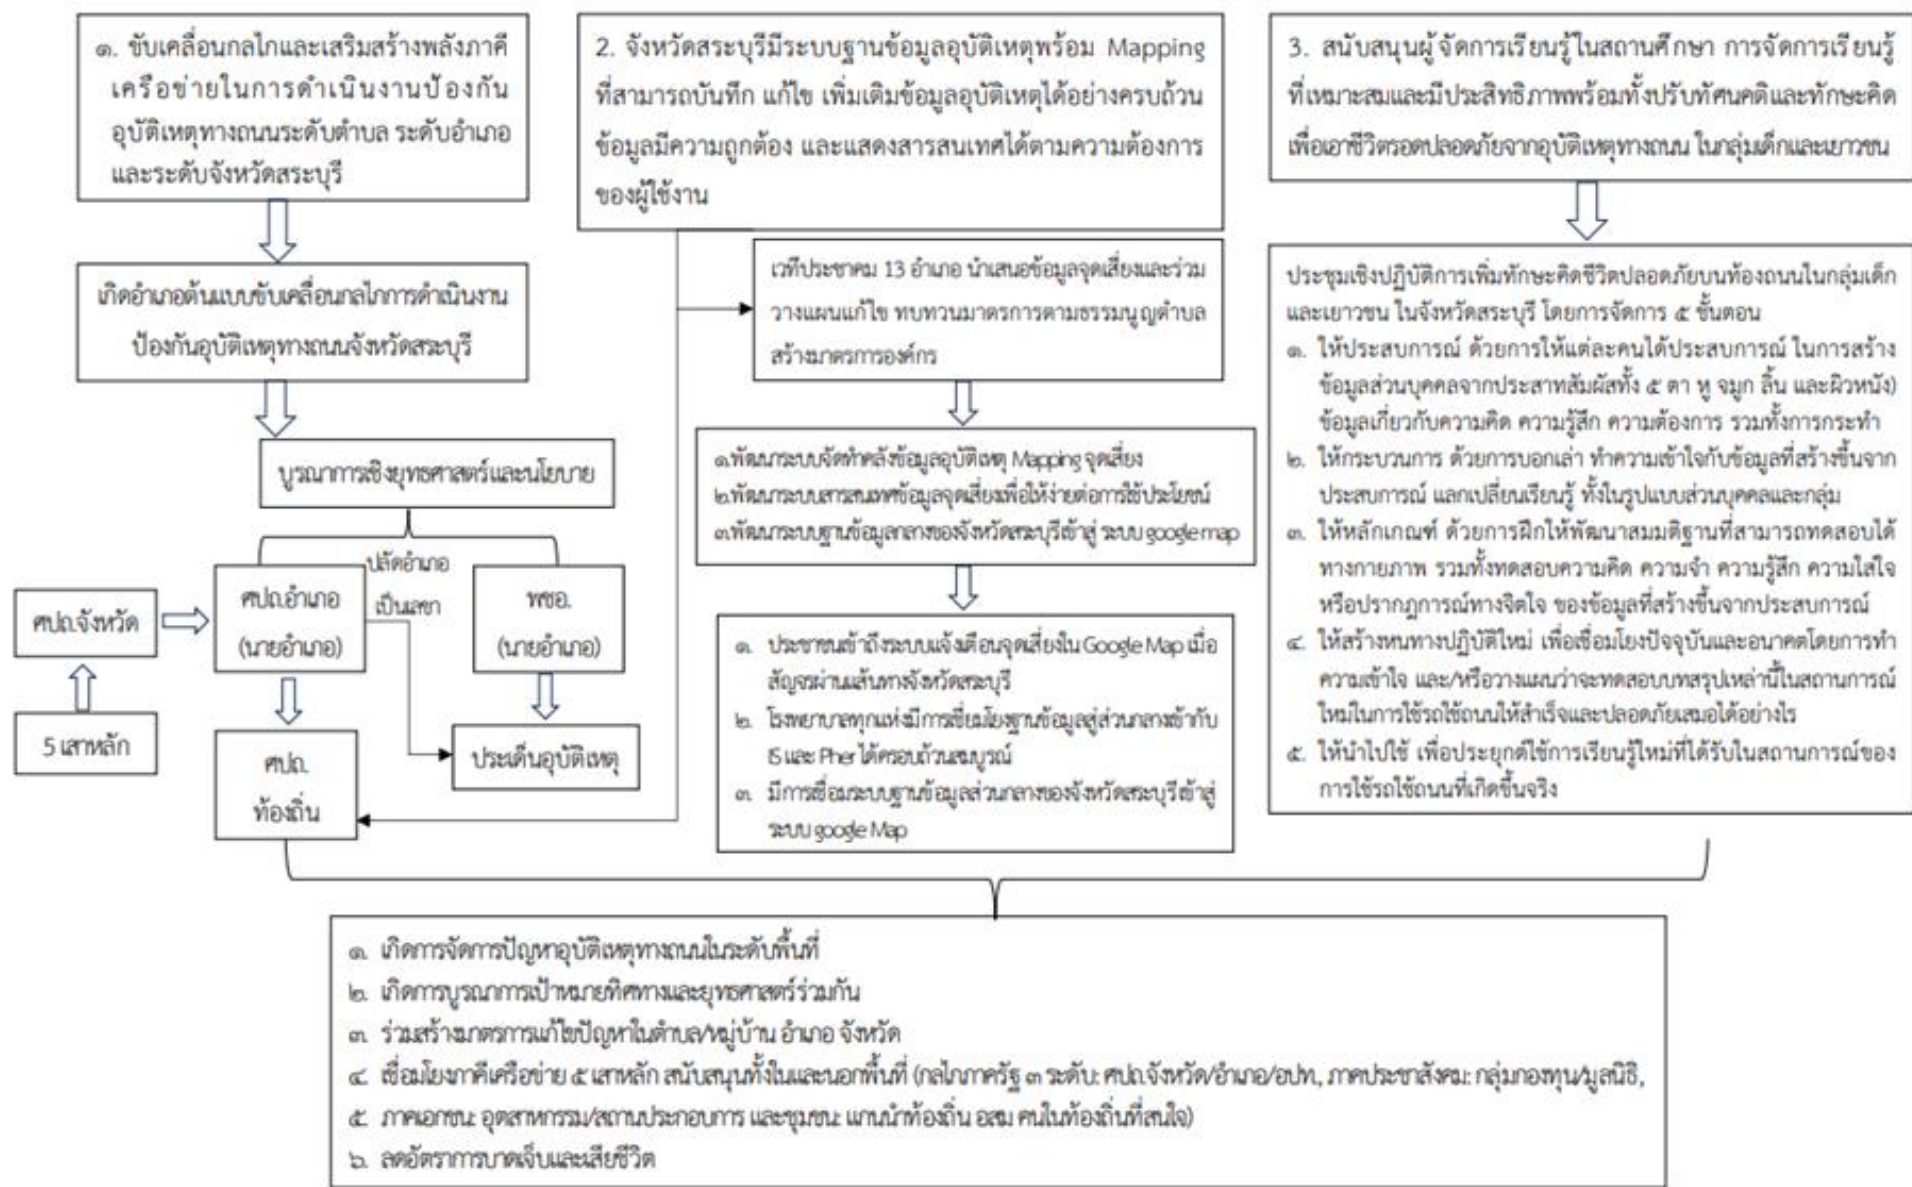 ๑. ขับเคลื่อนกลไกและเสริมสร้างพลังภาคี
เครือข่ายในการดำเนินงานป้องกัน
อุบัติเหตุทางถนนระดับตำบล ระดับอำเภอ
และระดับจังหวัดสระบุรี
2. จังหวัดสระบุรีมีระบบฐานข้อมูลอุบัติเหตุพร้อม Mapping
ที่สามารถบันทึก แก้ไข เพิ่มเติมข้อมูลอุบัติเหตุได้อย่างครบถ้วน
ข้อมูลมีความถูกต้อง และแสดงสารสนเทศได้ตามความต้องการ
ของผู้ใช้งาน
3. สนับสนุนผู้จัดการเรียนรู้ในสถานศึกษา การจัดการเรียนรู้
ที่เหมาะสมและมีประสิทธิภาพพร้อมทั้งปรับทัศนคติและทักษะคิด
เพื่อเอาชีวิตรอดปลอดภัยจากอุบัติเหตุทางถนน ในกลุ่มเด็กและเยาวชน
เกิดอำเภอต้นแบบขับเคลื่อนกลไกการดำเนินงาน
ป้องกันอุบัติเหตุทางถนนจังหวัดสระบุรี
บูรณาการเชิงยุทธศาสตร์และนโยบาย
ปลัดอำเภอ
เป็นเลขา
ศปถ.จังหวัด
5 เสาหลัก
ศปถ.อำเภอ
(นายอำเภอ)
พชอ.
(นายอำเภอ)
ศปถ.
ท้องถิ่น
ประเด็นอุบัติเหตุ
เวทีประชาคม 13 อำเภอ นำเสนอข้อมูลจุดเสี่ยงและร่วม
วางแผนแก้ไข ทบทวนมาตรการตามธรรมนูญตำบล
สร้างมาตรการองค์กร
๑.พัฒนาระบบจัดทำคลังข้อมูลอุบัติเหตุ Mapping จุดเสี่ยง
๒.พัฒนาระบบสารสนเทศข้อมูลจุดเสี่ยงเพื่อให้ง่ายต่อการใช้ประโยชน์
๓.พัฒนาระบบฐานข้อมูลกลางของจังหวัดสระบุรีเข้าสู่ ระบบ google map
๑. ประชาชนเข้าถึงระบบแจ้งเตือนจุดเสี่ยงใน Google Map เมื่อ
สัญจรผ่านเส้นทางจังหวัดสระบุรี
๒. โรงพยาบาลทุกแห่งมีการเชื่อมโยงฐานข้อมูลสู่ส่วนกลางเข้ากับ
IS และ Pher ได้ครอบถ้วนสมบูรณ์
๓. มีการเชื่อมระบบฐานข้อมูลส่วนกลางของจังหวัดสระบุรีเข้าสู่
ระบบ google Map
ประชุมเชิงปฏิบัติการเพิ่มทักษะคิดชีวิตปลอดภัยบนท้องถนนในกลุ่มเด็ก
และเยาวชน ในจังหวัดสระบุรี โดยการจัดการ ๕ ขั้นตอน
๑. ให้ประสบการณ์ ด้วยการให้แต่ละคนได้ประสบการณ์ ในการสร้าง
ข้อมูลส่วนบุคคลจากประสาทสัมผัสทั้ง ๕ ตา หู จมูก ลิ้น และผิวหนัง)
ข้อมูลเกี่ยวกับความคิด ความรู้สึก ความต้องการ รวมทั้งการกระทำ
๒. ให้กระบวนการ ด้วยการบอกเล่า ทำความเข้าใจกับข้อมูลที่สร้างขึ้นจาก
ประสบการณ์ แลกเปลี่ยนเรียนรู้ ทั้งในรูปแบบส่วนบุคคลและกลุ่ม
๓. ให้หลักเกณฑ์ ด้วยการฝึกให้พัฒนาสมมติฐานที่สามารถทดสอบได้
ทางกายภาพ รวมทั้งทดสอบความคิด ความจำ ความรู้สึก ความใส่ใจ
หรือปรากฏการณ์ทางจิตใจ ของข้อมูลที่สร้างขึ้นจากประสบการณ์
๔. ให้สร้างหนทางปฏิบัติใหม่ เพื่อเชื่อมโยงปัจจุบันและอนาคตโดยการทำ
ความเข้าใจ และ/หรือวางแผนว่าจะทดสอบบทสรุปเหล่านี้ในสถานการณ์
ใหม่ในการใช้รถใช้ถนนให้สำเร็จและปลอดภัยเสมอได้อย่างไร
๕. ให้นำไปใช้ เพื่อประยุกต์ใช้การเรียนรู้ใหม่ที่ได้รับในสถานการณ์ของ
การใช้รถใช้ถนนที่เกิดขึ้นจริง
๑. เกิดการจัดการปัญหาอุบัติเหตุทางถนนในระดับพื้นที่
๒. เกิดการบูรณาการเป้าหมายทิศทางและยุทธศาสตร์ร่วมกัน
๓. ร่วมสร้างมาตรการแก้ไขปัญหาในตำบล/หมู่บ้าน อำเภอ จังหวัด
๔. เชื่อมโยงภาคีเครือข่าย ๕ เสาหลัก สนับสนุนทั้งในและนอกพื้นที่ (กลไกภาครัฐ ๓ ระดับ: ศปถ.จังหวัด/อำเภอ/อปท., ภาคประชาสังคม: กลุ่มกองทุน/มูลนิธิ,
๕. ภาคเอกชน: อุตสาหกรรม/สถานประกอบการ และชุมชน: แกนนำท้องถิ่น อสม คนในท้องถิ่นที่สนใจ)
๖. ลดอัตราการบาดเจ็บและเสียชีวิต